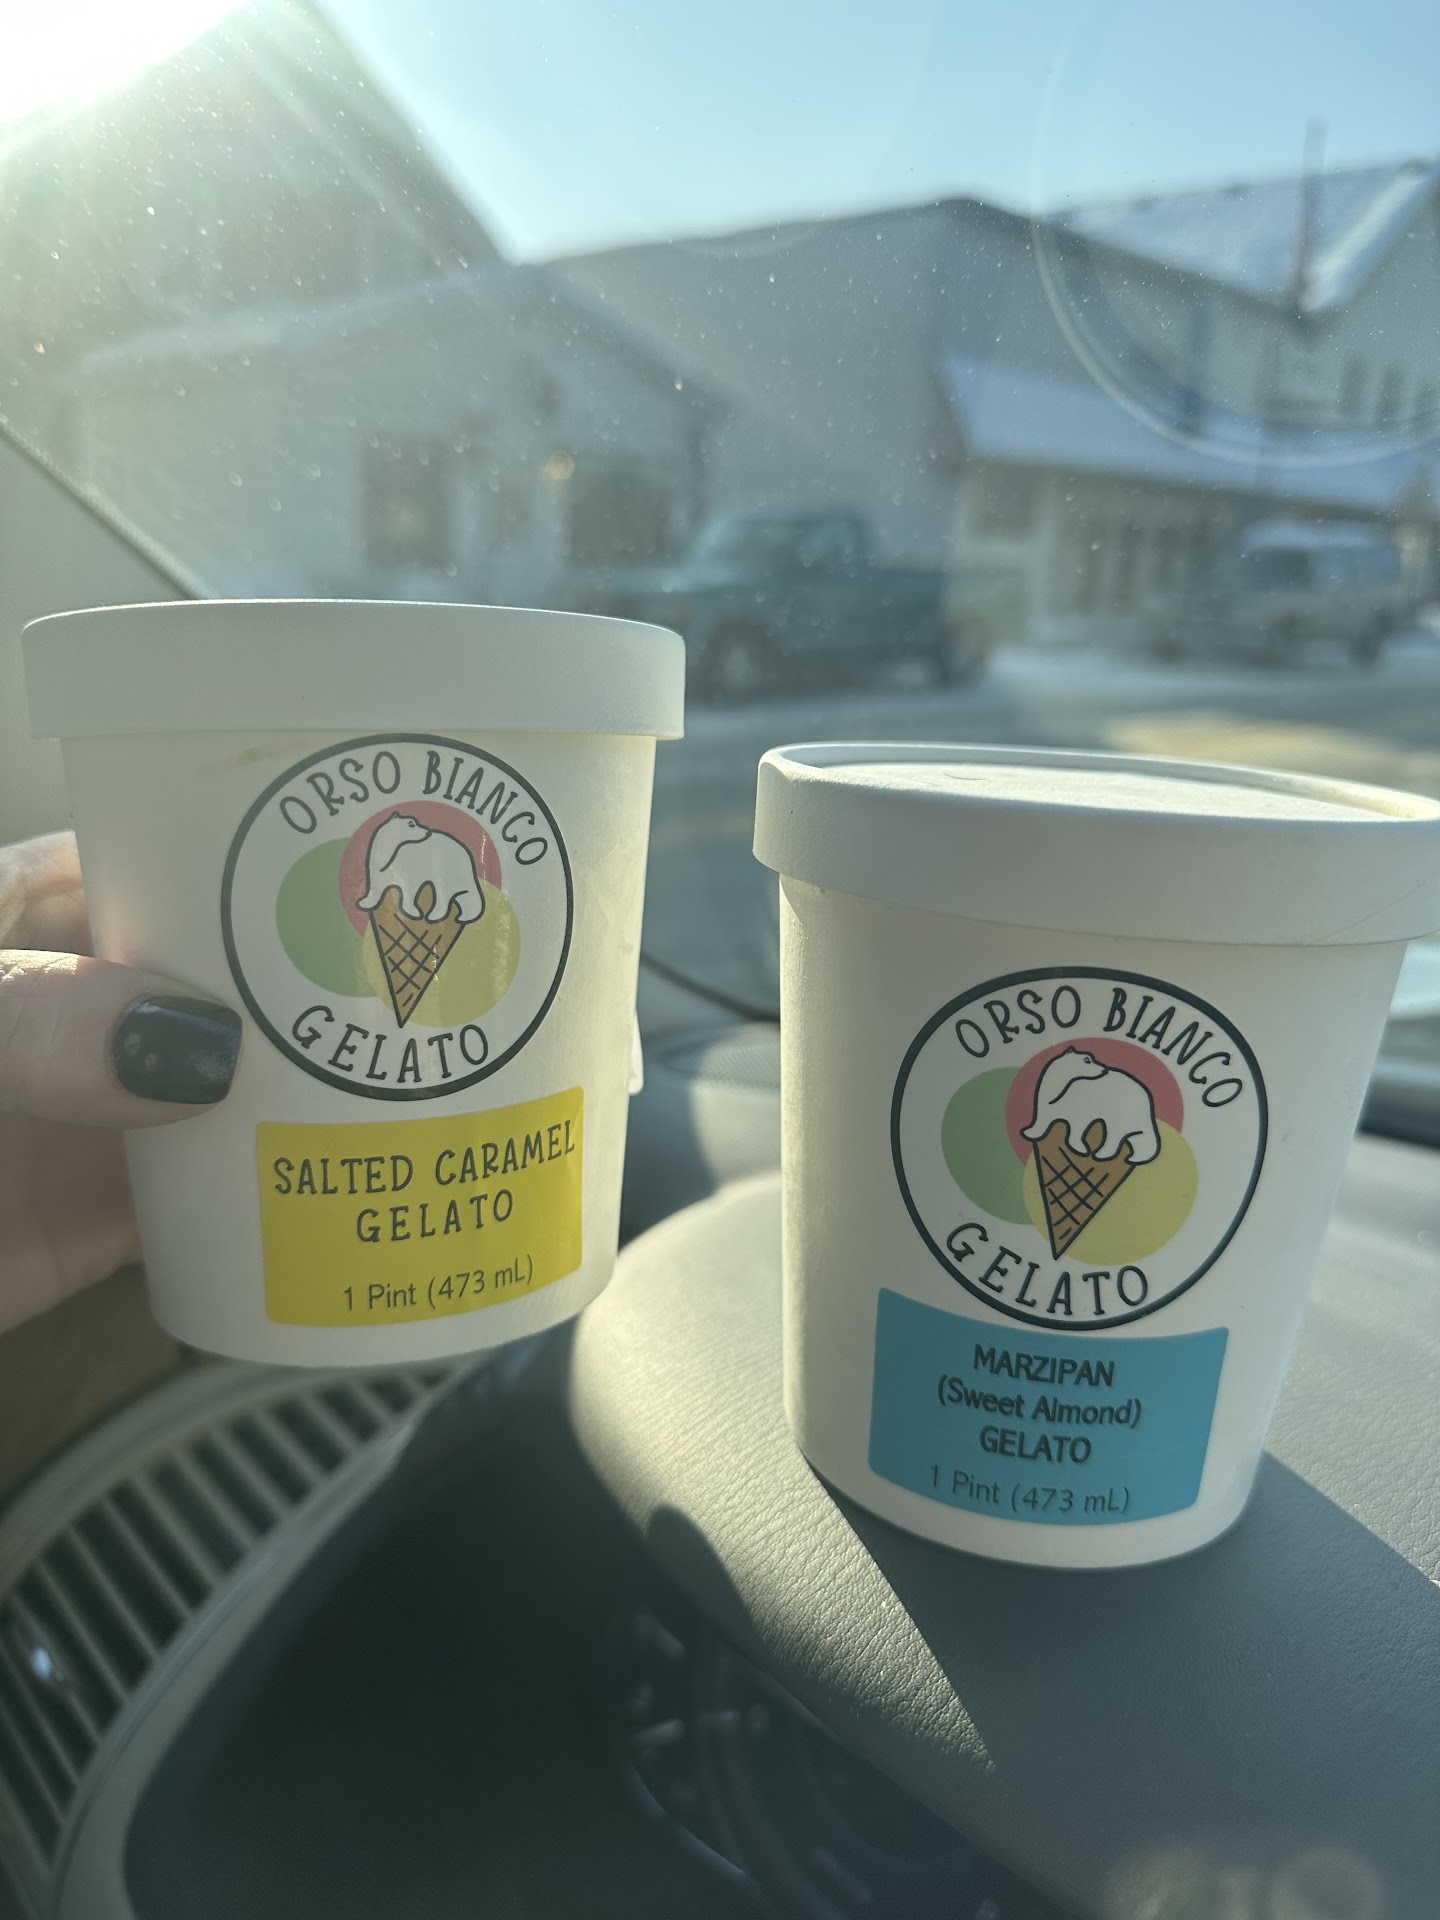 ORSO BIANCO
GELATO
SALTED CARAMEL
GELATO
1 Pint (473 mL)
ORSO BIANCO
GELATO
MARZIPAN
(Sweet Almond)
GELATO
1 Pint (473 mL)